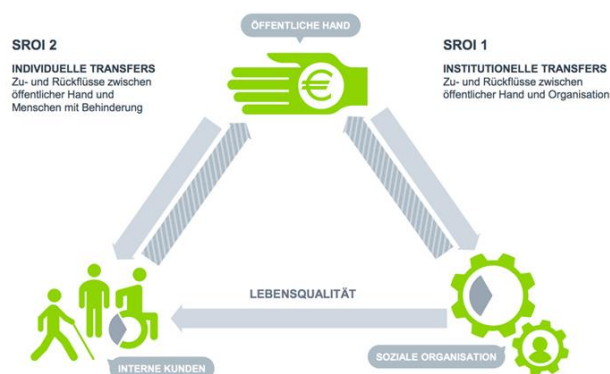 ÖFFENTLICHE HAND
SROI 2
INDIVIDUELLE TRANSFERS
Zu- und Rückflüsse zwischen
öffentlicher Hand und
Menschen mit Behinderung
SROI 1
INSTITUTIONELLE TRANSFERS
Zu- und Rückflüsse zwischen
öffentlicher Hand und Organisation
€
LEBENSQUALITÄT
SOZIALE ORGANISATION
INTERNE KUNDEN